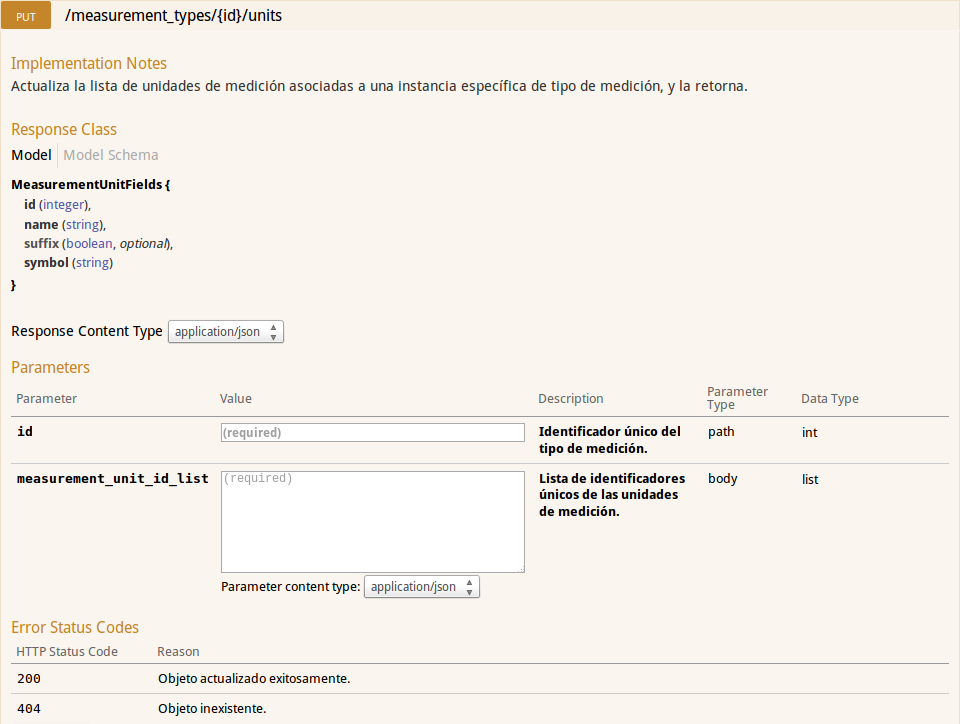 PUT /measurement_types/{id}/units
Implementation Notes
Actualiza la lista de unidades de medición asociadas a una instancia específica de tipo de medición, y la retorna.
Response Class
Model Model Schema
MeasurementUnitFields {
id (integer),
name (string),
suffix (boolean, optional),
symbol (string)
}
Response Content Type application/json
Parameters
Parameter Value Description Parameter Type Data Type
id (required) Identificador único del tipo de medición. path int
measurement_unit_id_list (required) Lista de identificadores únicos de las unidades de medición. body list
Parameter content type: application/json
Error Status Codes
HTTP Status Code Reason
200 Objeto actualizado exitosamente.
404 Objeto inexistente.